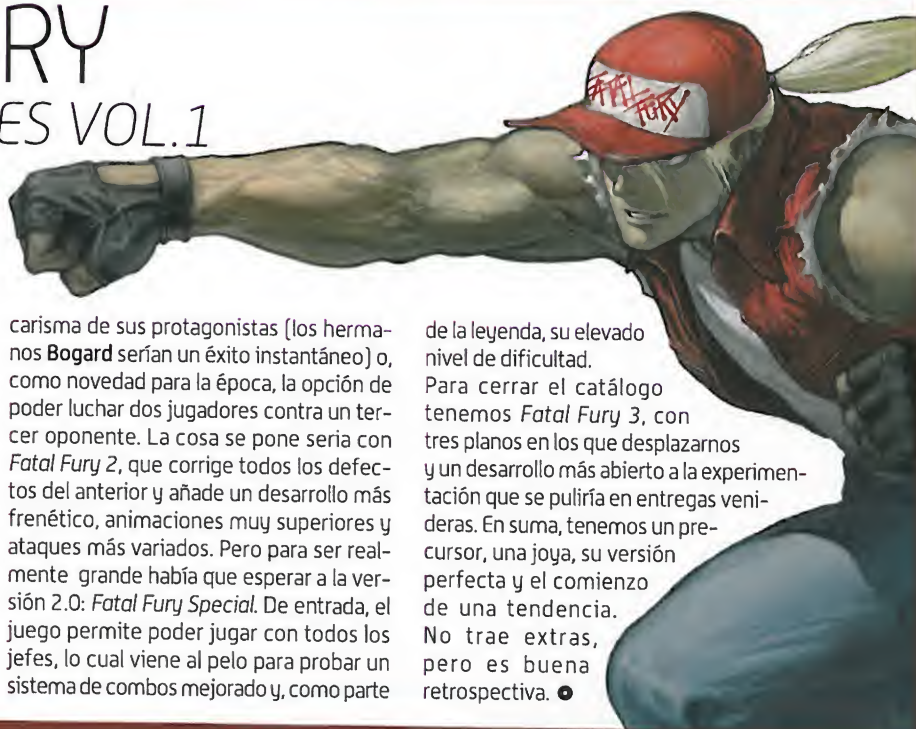 RY
ES VOL.1
FATAL FURY
carisma de sus protagonistas (los herma-
nos Bogard serían un éxito instantáneo) o,
como novedad para la época, la opción de
poder luchar dos jugadores contra un ter-
cer oponente. La cosa se pone seria con
Fatal Fury 2, que corrige todos los defec-
tos del anterior y añade un desarrollo más
frenético, animaciones muy superiores y
ataques más variados. Pero para ser real-
mente grande había que esperar a la ver-
sión 2.0: Fatal Fury Special. De entrada, el
juego permite poder jugar con todos los
jefes, lo cual viene al pelo para probar un
sistema de combos mejorado y, como parte
de la leyenda, su elevado
nivel de dificultad.
Para cerrar el catálogo
tenemos Fatal Fury 3, con
tres planos en los que desplazarnos
y un desarrollo más abierto a la experimen-
tación que se puliría en entregas veni-
deras. En suma, tenemos un pre-
cursor, una joya, su versión
perfecta y el comienzo
de una tendencia.
No trae extras,
pero es buena
retrospectiva.